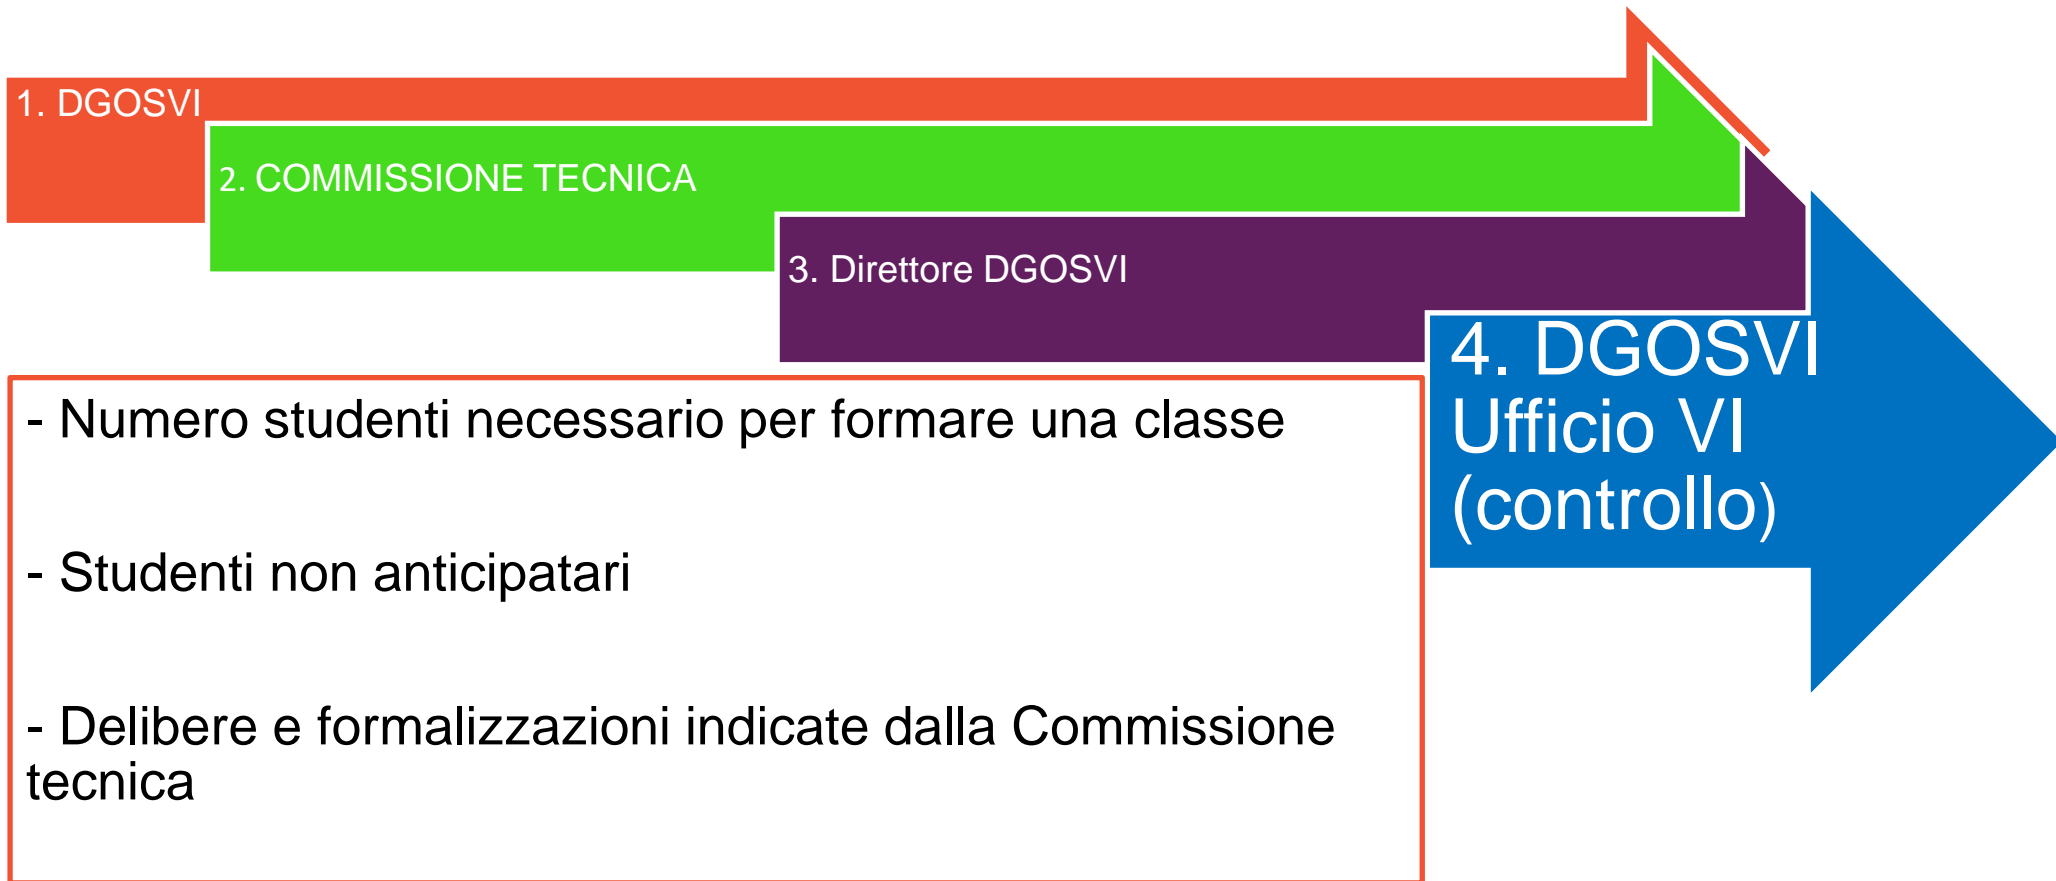 1. DGOSVI
2. COMMISSIONE TECNICA
3. Direttore DGOSVI
4. DGOSVI
Ufficio VI
(controllo)
- Numero studenti necessario per formare una classe
- Studenti non anticipatari
- Delibere e formalizzazioni indicate dalla Commissione
tecnica